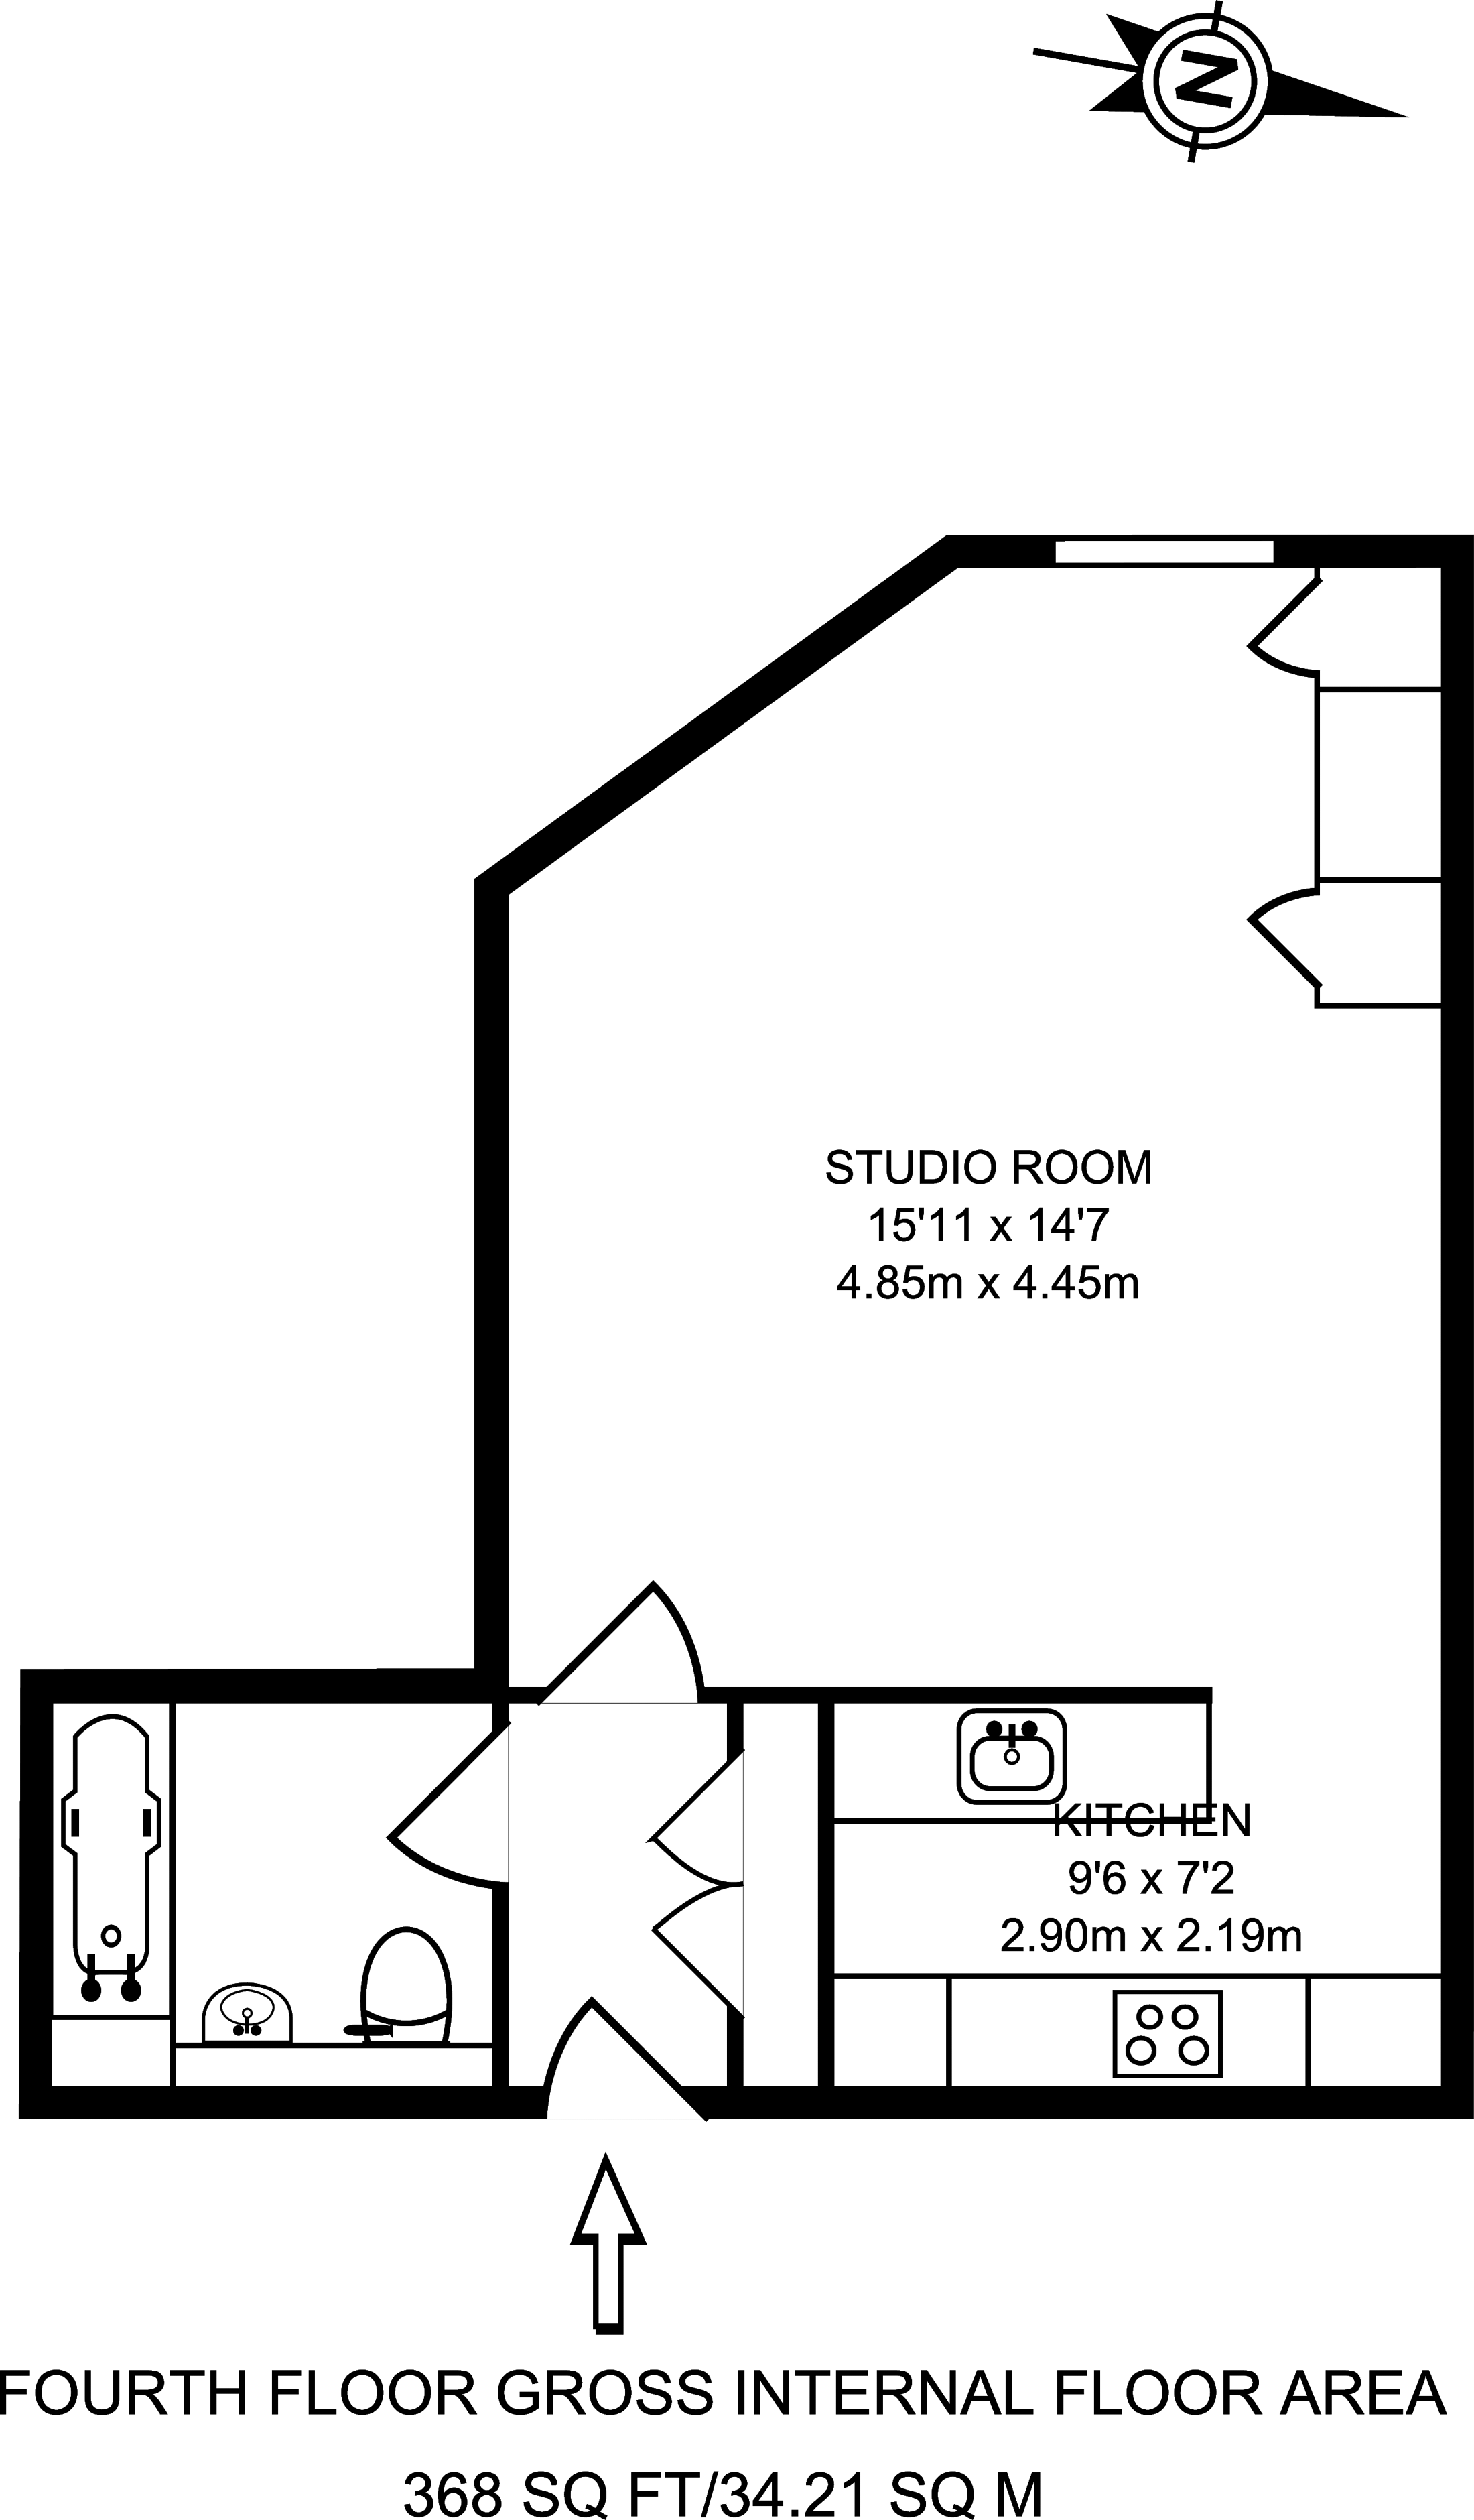 N
STUDIO ROOM
15'11 x 14'7
4.85m x 4.45m
KITCHEN
9'6 x 7'2
2.90m x 2.19m
FOURTH FLOOR GROSS INTERNAL FLOOR AREA
368 SQ FT/34.21 SQ M